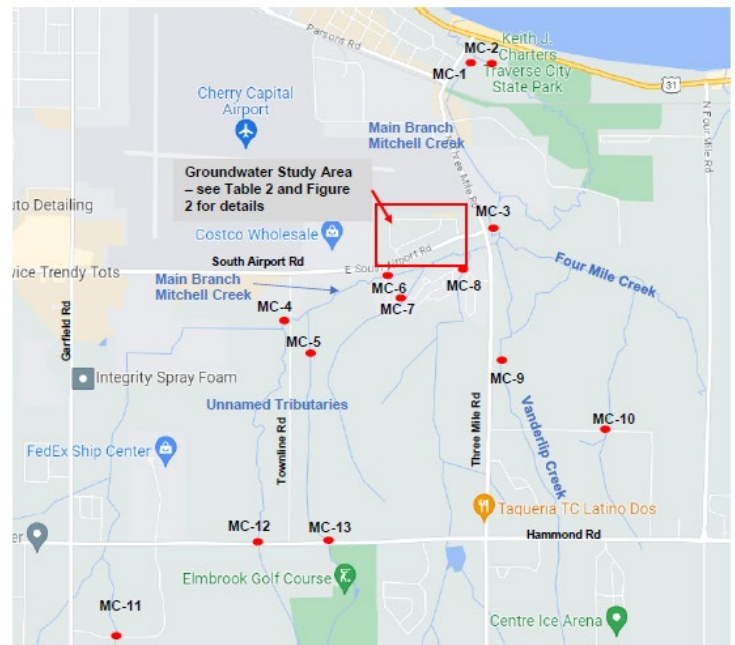 Parsons Rd
MC-2
Keith J.
Charters
Traverse City
State Park
MC-1
31
Cherry Capital
Airport
N Four Mile Rd
Main Branch
Mitchell Creek
Three Mile Rd
Groundwater Study Area
– see Table 2 and Figure
2 for details
uto Detailing
MC-3
Costco Wholesale
South Airport Rd
E South Airport Rd
Four Mile Creek
vice Trendy Tots
Main Branch
Mitchell Creek
MC-6
MC-8
MC-7
MC-4
MC-5
Garfield Rd
MC-9
Integrity Spray Foam
Unnamed Tributaries
Vanderlip Creek
MC-10
Townline Rd
Three Mile Rd
FedEx Ship Center
Taqueria TC Latino Dos
MC-12
MC-13
Hammond Rd
er
Elmbrook Golf Course
MC-11
Centre Ice Arena